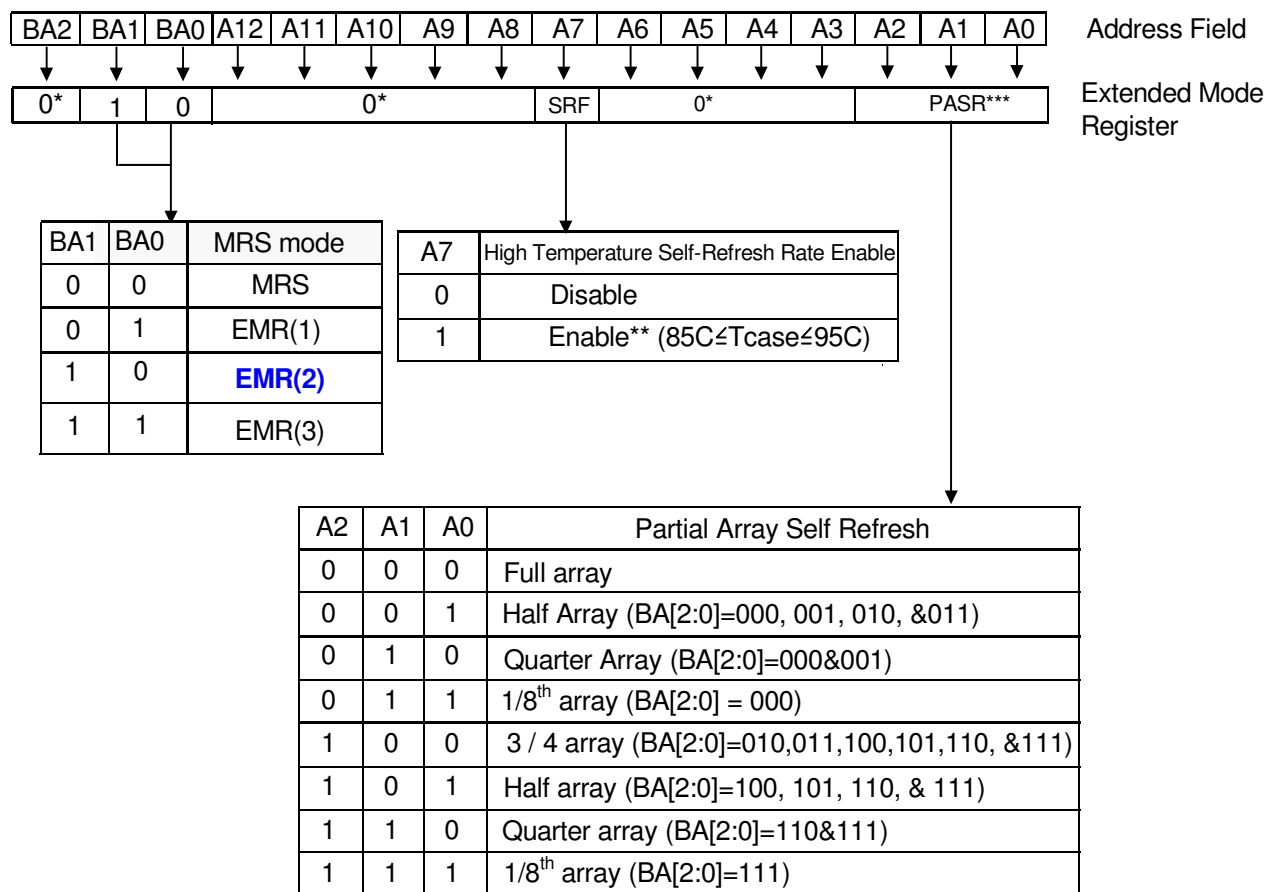 BA2 BA1 BA0 A12 A11 A10 A9 A8 A7 A6 A5 A4 A3 A2 A1 A0 Address Field
0* 1 0 0* SRF 0* PASR*** Extended Mode
Register
BA1 BA0 MRS mode
0 0 MRS
0 1 EMR(1)
1 0 EMR(2)
1 1 EMR(3)
A7 High Temperature Self-Refresh Rate Enable
0 Disable
1 Enable** (85C≤Tcase≤95C)
A2 A1 A0 Partial Array Self Refresh
0 0 0 Full array
0 0 1 Half Array (BA[2:0]=000, 001, 010, &011)
0 1 0 Quarter Array (BA[2:0]=000&001)
0 1 1 1/8th array (BA[2:0] = 000)
1 0 0 3 / 4 array (BA[2:0]=010,011,100,101,110, &111)
1 0 1 Half array (BA[2:0]=100, 101, 110, & 111)
1 1 0 Quarter array (BA[2:0]=110&111)
1 1 1 1/8th array (BA[2:0]=111)